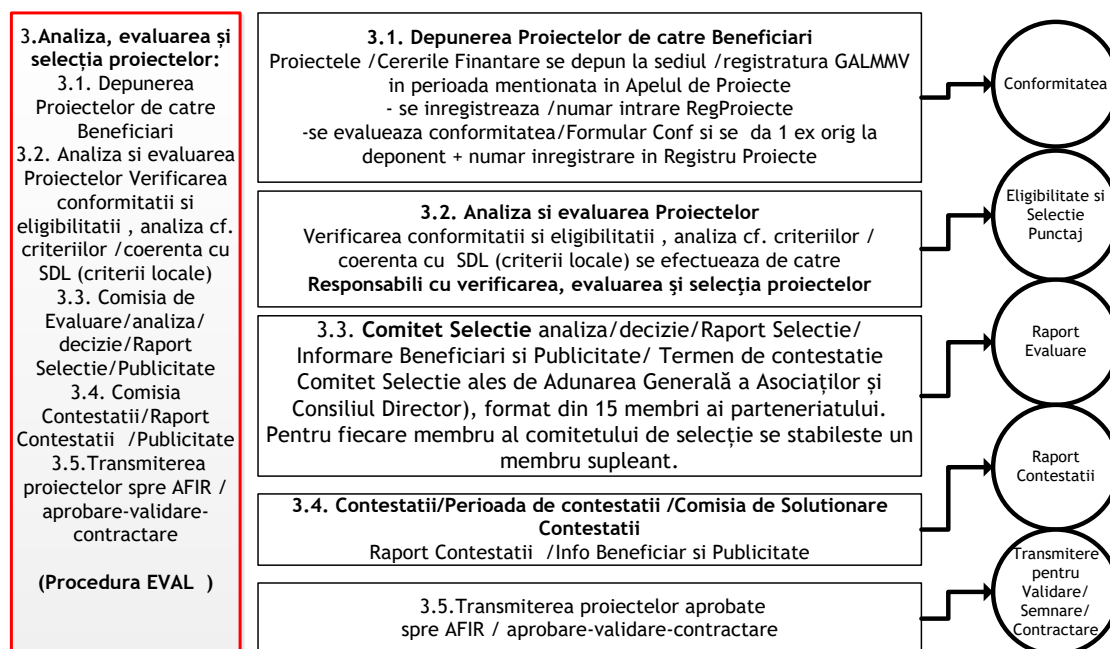 3.Analiza, evaluarea și
selecția proiectelor:
3.1. Depunerea
Proiectelor de catre
Beneficiari
3.2. Analiza si evaluarea
Proiectelor Verificarea
conformitatii si
eligibilitatii , analiza cf.
criteriilor /coerenta cu
SDL (criterii locale)
3.3. Comisia de
Evaluare/analiza/
decizie/Raport
Selectie/Publicitate
3.4. Comisia
Contestatii/Raport
Contestatii /Publicitate
3.5.Transmiterea
proiectelor spre AFIR /
aprobare-validare-
contractare
(Procedura EVAL )
3.1. Depunerea Proiectelor de catre Beneficiari
Proiectele /Cererile Finantare se depun la sediul /registratura GALMMV
in perioada mentionata in Apelul de Proiecte
- se inregistreaza /numar intrare RegProiecte
-se evalueaza conformitatea/Formular Conf si se da 1 ex orig la
deponent + numar inregistrare in Registru Proiecte
Conformitatea
3.2. Analiza si evaluarea Proiectelor
Verificarea conformitatii si eligibilitatii , analiza cf. criteriilor /
coerenta cu SDL (criterii locale) se efectueaza de catre
Responsabili cu verificarea, evaluarea și selecţia proiectelor
Eligibilitate si
Selectie
Punctaj
3.3. Comitet Selectie analiza/decizie/Raport Selectie/
Informare Beneficiari si Publicitate/ Termen de contestatie
Comitet Selectie ales de Adunarea Generală a Asociaților și
Consiliul Director), format din 15 membri ai parteneriatului.
Pentru fiecare membru al comitetului de selecție se stabileste un
membru supleant.
Raport
Evaluare
3.4. Contestatii/Perioada de contestatii /Comisia de Solutionare
Contestatii
Raport Contestatii /Info Beneficiar si Publicitate
Raport
Contestatii
3.5.Transmiterea proiectelor aprobate
spre AFIR / aprobare-validare-contractare
Transmitere
pentru
Validare/
Semnare/
Contractare